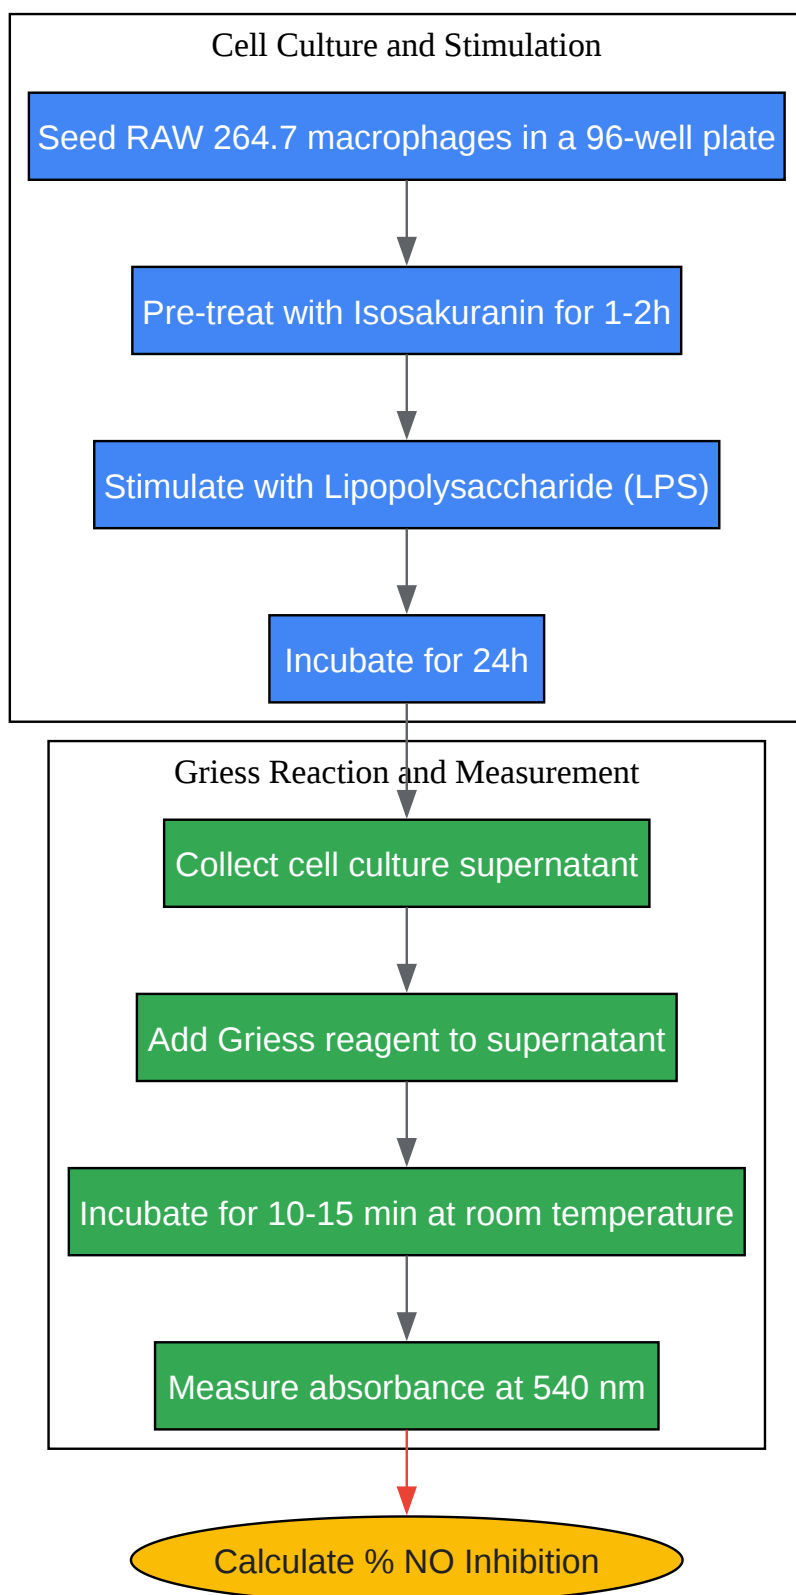 Cell Culture and Stimulation
Seed RAW 264.7 macrophages in a 96-well plate
Pre-treat with Isosakuranin for 1-2h
Stimulate with Lipopolysaccharide (LPS)
Incubate for 24h
Griess Reaction and Measurement
Collect cell culture supernatant
Add Griess reagent to supernatant
Incubate for 10-15 min at room temperature
Measure absorbance at 540 nm
Calculate % NO Inhibition